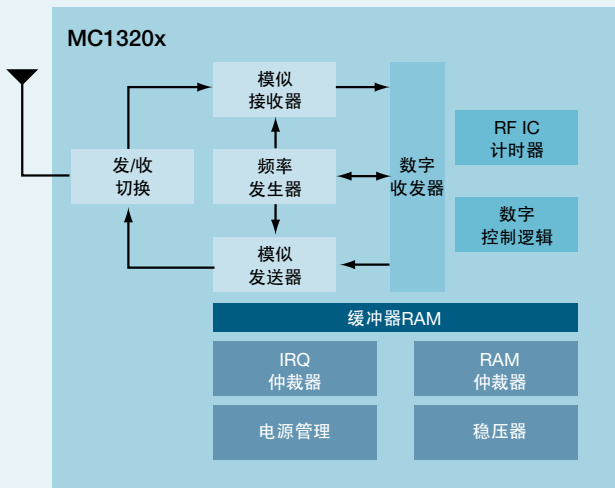 MC1320x
模似
接收器
RF IC
计时器
发/收
切换
频率
发生器
数字
收发器
数字
控制逻辑
模似
发送器
缓冲器RAM
IRQ
仲裁器
RAM
仲裁器
电源管理
稳压器